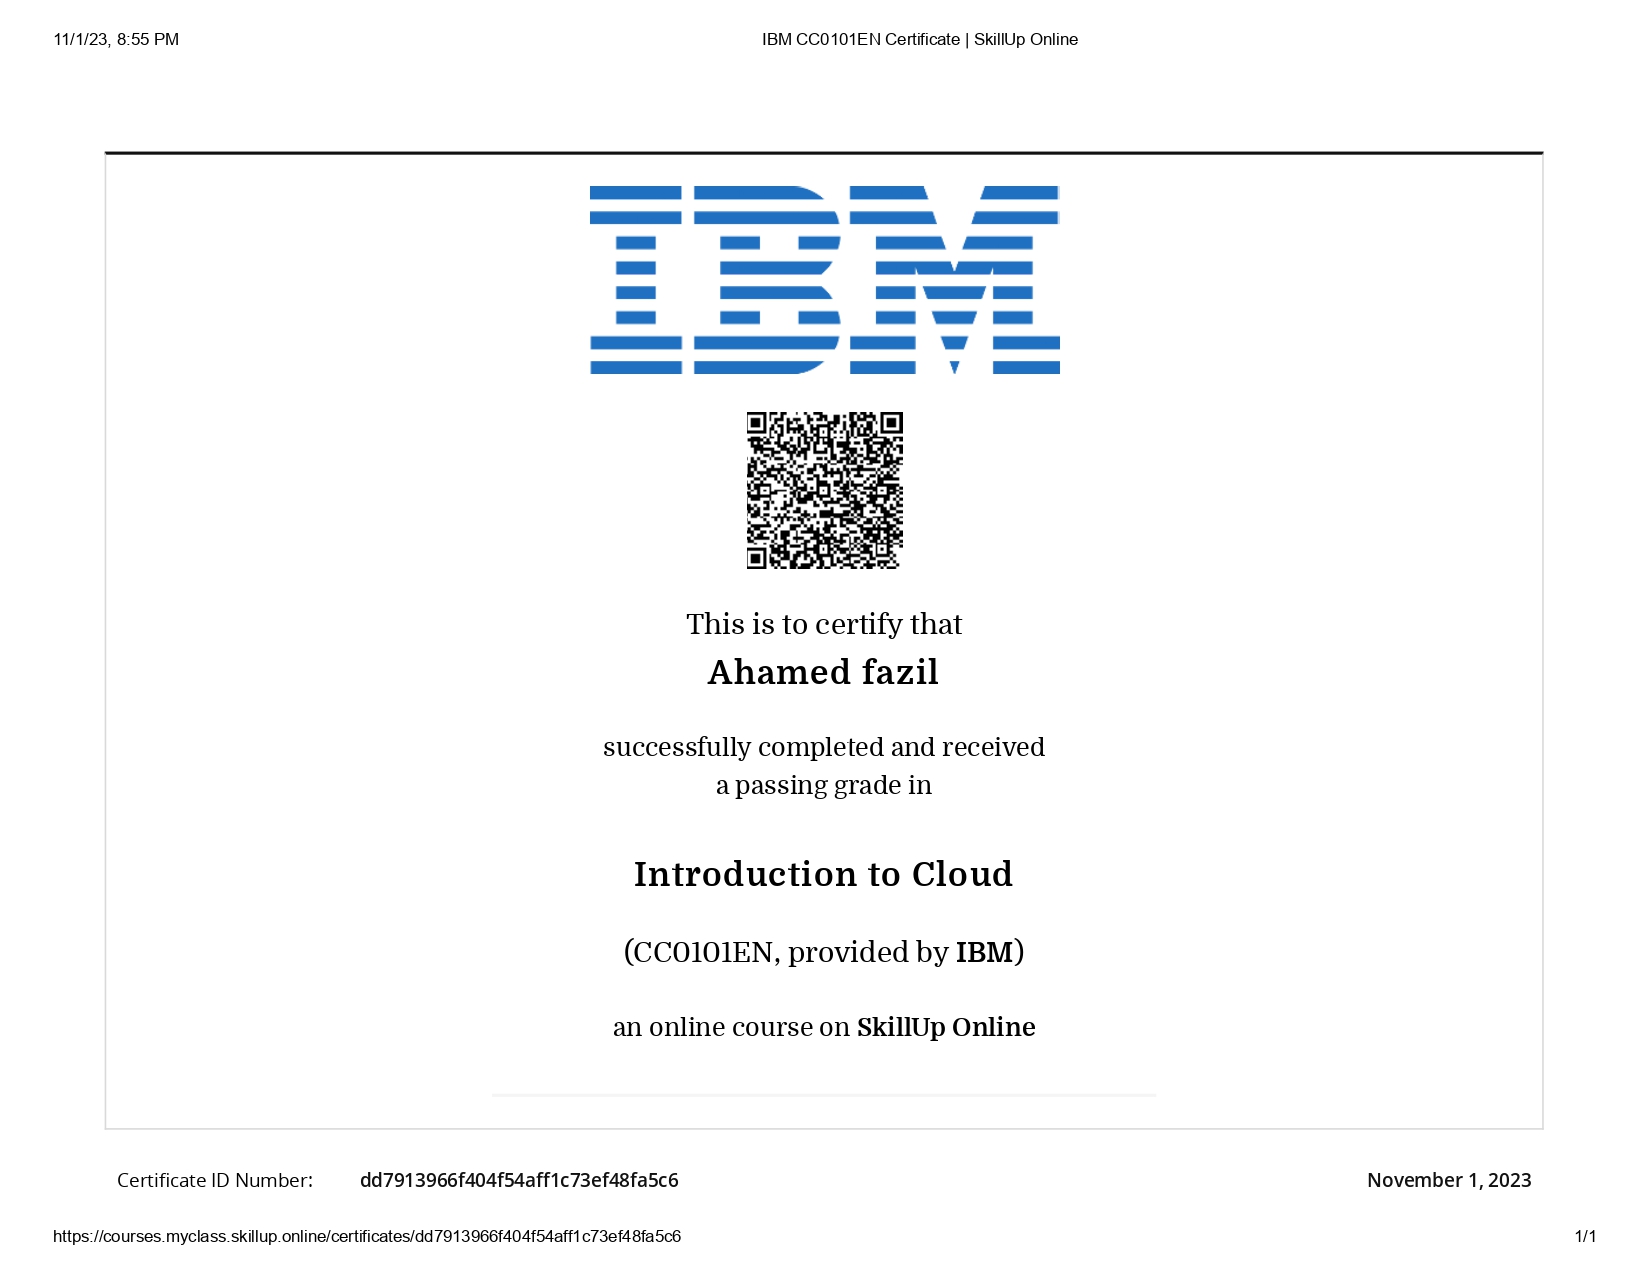 11/1/23, 8:55 PM
IBM CC0101EN Certificate | SkillUp Online
IBM
This is to certify that
Ahamed fazil
successfully completed and received
a passing grade in
Introduction to Cloud
(CC0101EN, provided by IBM)
an online course on SkillUp Online
Certificate ID Number: dd7913966f404f54aff1c73ef48fa5c6
November 1, 2023
https://courses.myclass.skillup.online/certificates/dd7913966f404f54aff1c73ef48fa5c6
1/1